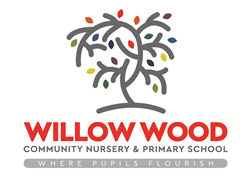 WILLOW WOOD
COMMUNITY NURSERY & PRIMARY SCHOOL
WHERE PUPILS FLOURISH